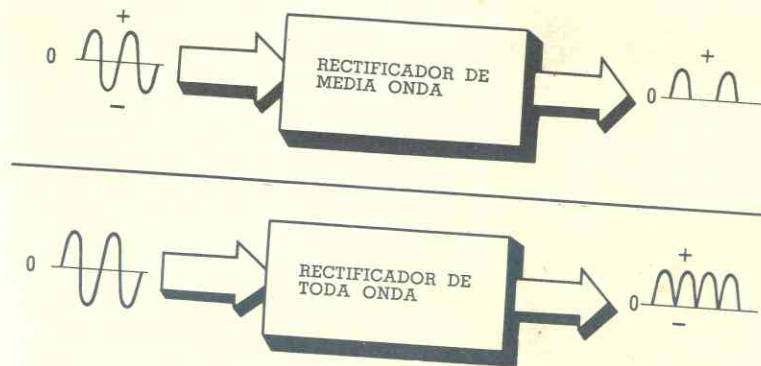 +
0
−
RECTIFICADOR DE
MEDIA ONDA
+
0
0
RECTIFICADOR DE
TODA ONDA
+
0
−